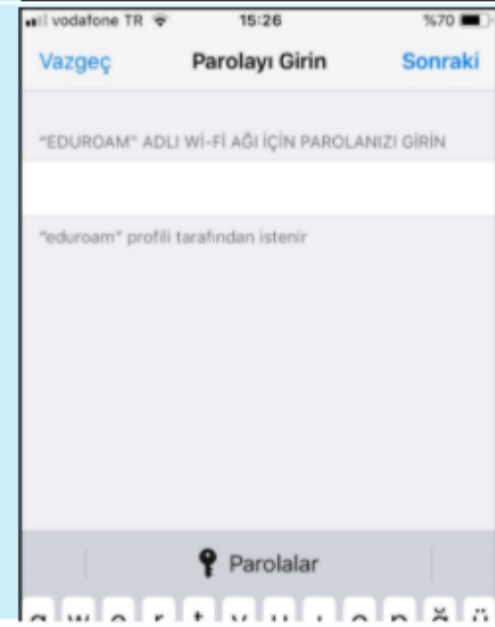 vodafone TR 15:26 %70
Vazgeç Parolayı Girin Sonraki
"EDUROAM" ADLI Wİ-Fİ AĞI İÇİN PAROLANIZI GİRİN
"eduroam" profili tarafından istenir
Parolalar
q w e r t y u ı o p ğ ü